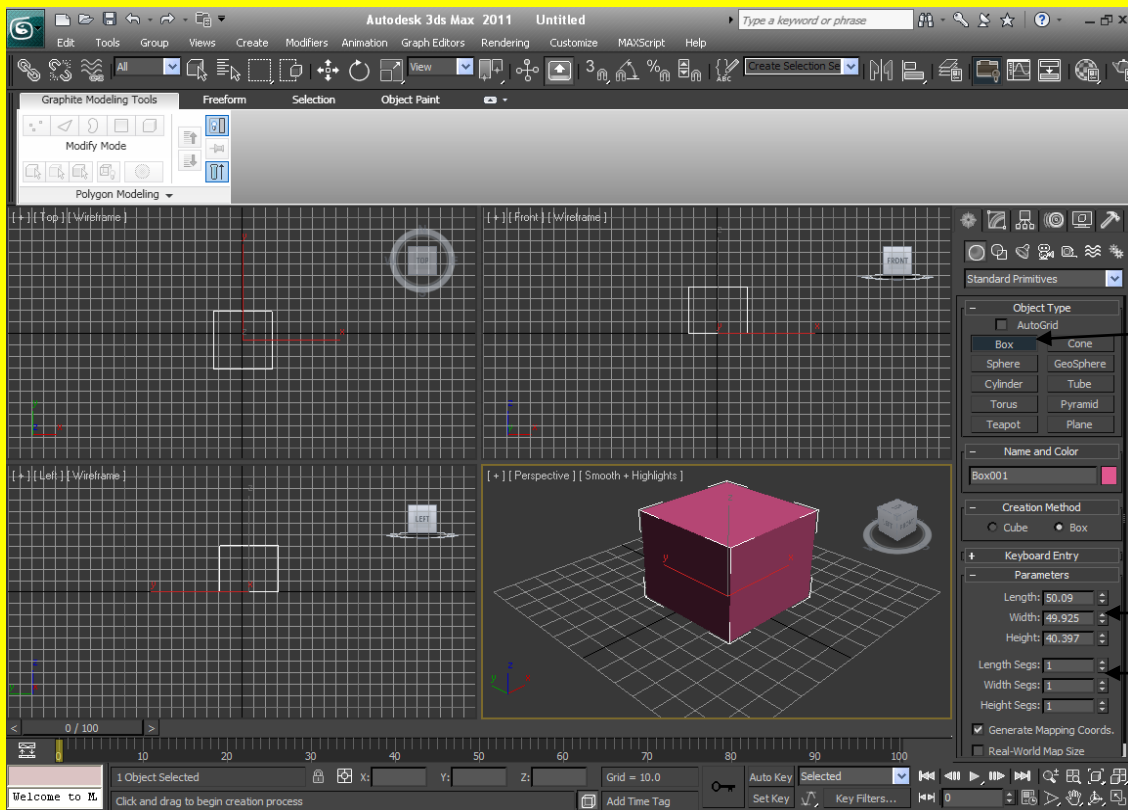 Autodesk 3ds Max 2011 Untitled Type a keyword or phrase
Edit Tools Group Views Create Modifiers Animation Graph Editors Rendering Customize MAXScript Help
All View 3 ABC Create Selection Se
Graphite Modeling Tools Freeform Selection Object Paint
Modify Mode
Polygon Modeling
[ + ] [ Top ] [ Wireframe ]
TOP
y
z x
y
z x
[ + ] [ Front ] [ Wireframe ]
FRONT
z
y x
z
x
[ + ] [ Left ] [ Wireframe ]
LEFT
z
y x
z
y
[ + ] [ Perspective ] [ Smooth + Highlights ]
FRONT
z
y x
z
y x
Standard Primitives
Object Type
AutoGrid
Box Cone
Sphere GeoSphere
Cylinder Tube
Torus Pyramid
Teapot Plane
Name and Color
Box001
Creation Method
Cube Box
Keyboard Entry
Parameters
Length: 50.09
Width: 49.925
Height: 40.397
Length Segs: 1
Width Segs: 1
Height Segs: 1
Generate Mapping Coords.
Real-World Map Size
< 0 / 100 >
0 10 20 30 40 50 60 70 80 90 100
1 Object Selected X: Y: Z: Grid = 10.0 Auto Key Selected
Welcome to M Click and drag to begin creation process Add Time Tag Set Key Key Filters... 0